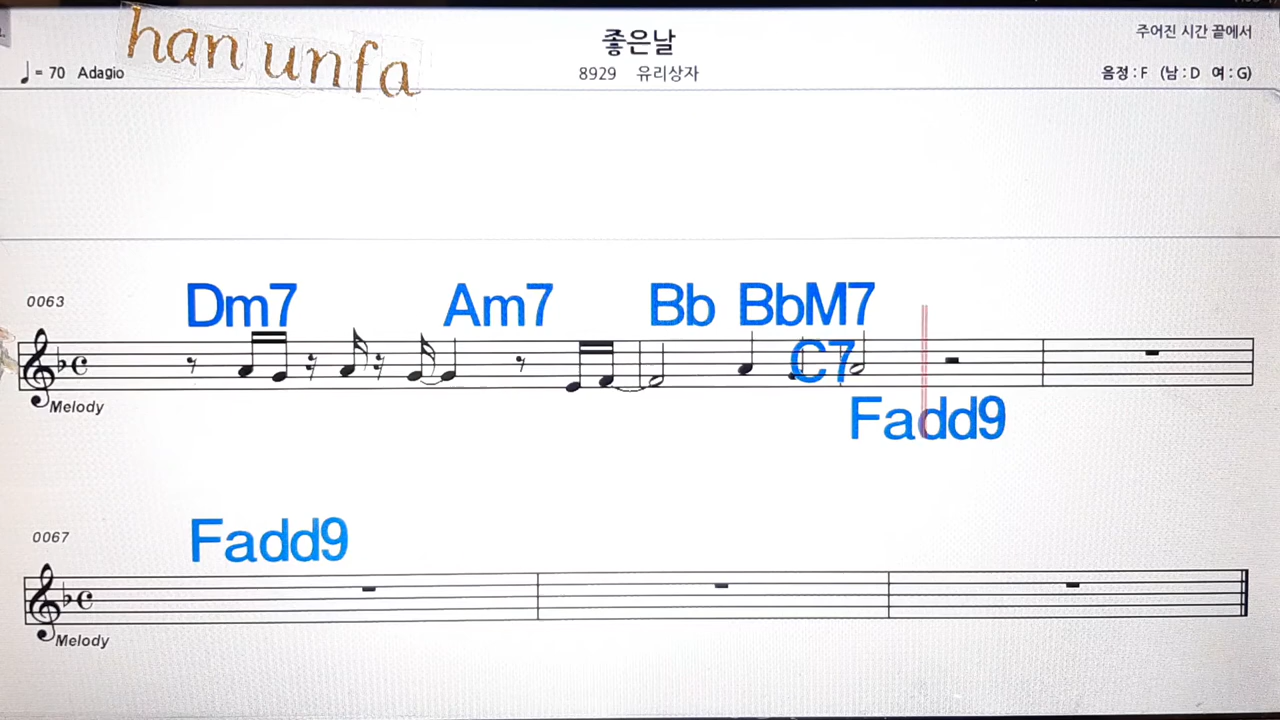 han unfa
좋은날
주어진 시간 끝에서
= 70 Adagio
8929 유리상자
음정 : F (남 : D 여 : G)
Dm7 Am7 Bb BbM7
0063
C7
Melody
Fadd9
Fadd9
0067
Melody